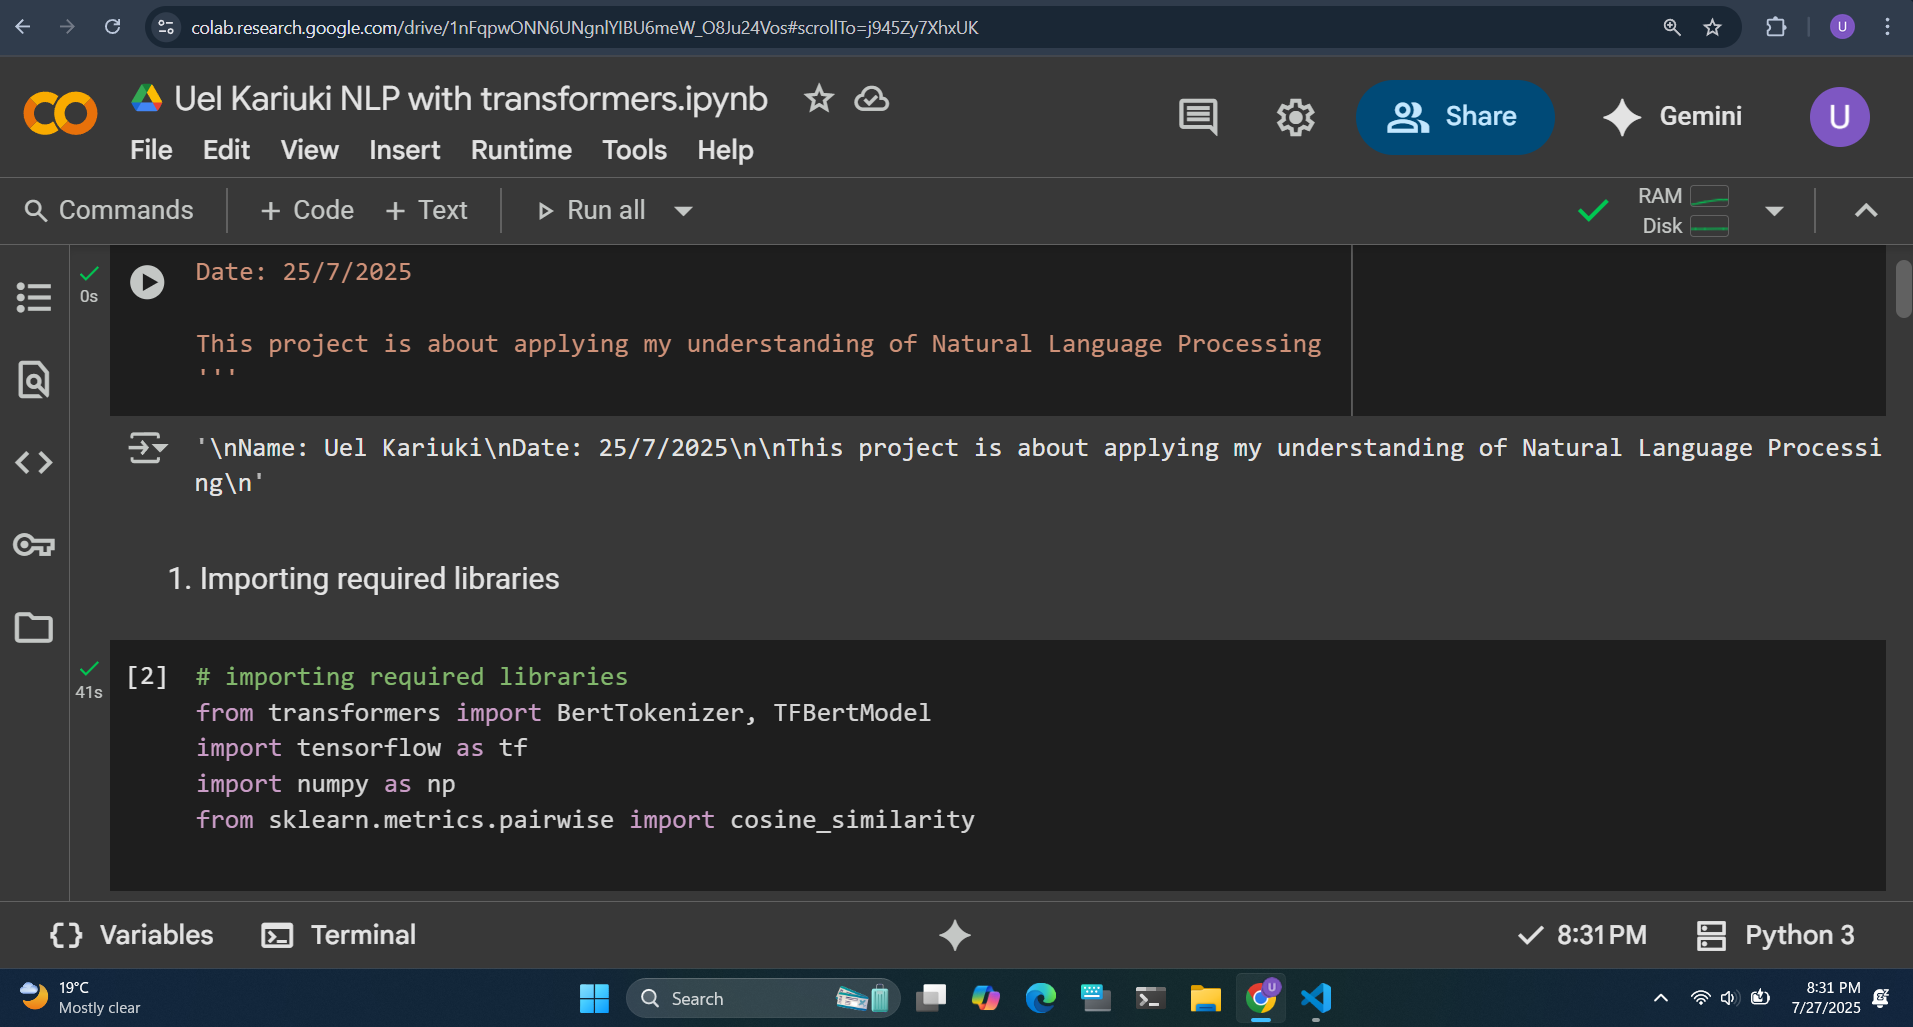 colab.research.google.com/drive/1nFqpwONN6UNgnlYIBU6meW_O8Ju24Vos#scrollTo=j945Zy7XhxUK
U
Uel Kariuki NLP with transformers.ipynb
Share
Gemini
U
File Edit View Insert Runtime Tools Help
Commands + Code + Text Run all
RAM
Disk
0s
Date: 25/7/2025
This project is about applying my understanding of Natural Language Processing
'''
'\nName: Uel Kariuki\nDate: 25/7/2025\n\nThis project is about applying my understanding of Natural Language Processi
ng\n'
1. Importing required libraries
41s
[2] # importing required libraries
from transformers import BertTokenizer, TFBertModel
import tensorflow as tf
import numpy as np
from sklearn.metrics.pairwise import cosine_similarity
Variables Terminal
8:31 PM Python 3
19°C
Mostly clear
Search
U
8:31 PM
7/27/2025